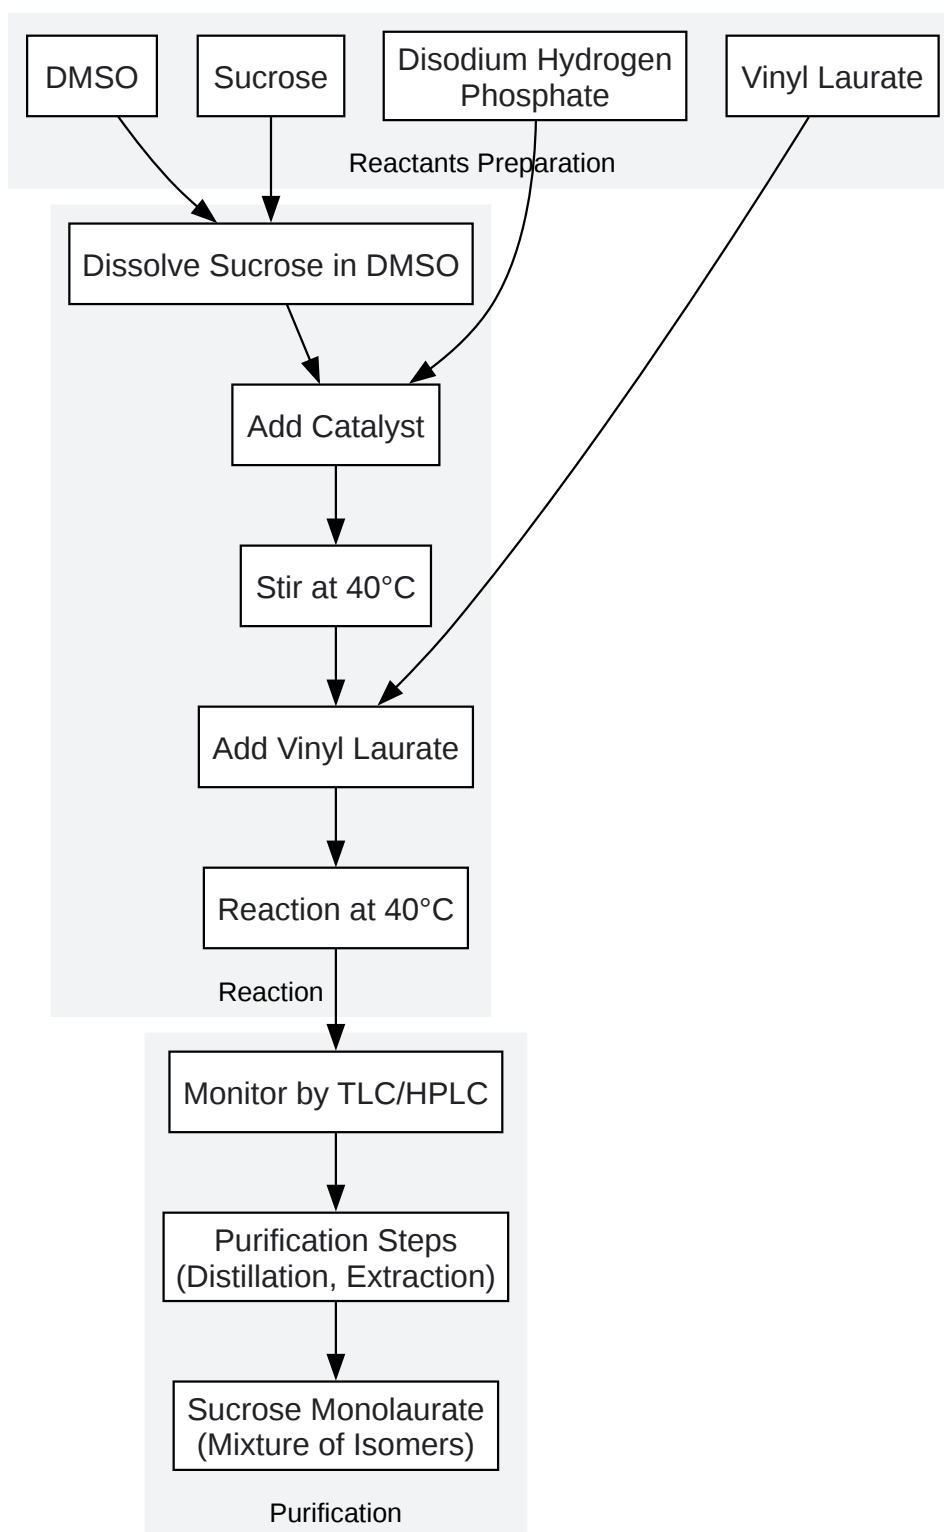 DMSO
Sucrose
Disodium Hydrogen
Phosphate
Vinyl Laurate
Reactants Preparation
Dissolve Sucrose in DMSO
Add Catalyst
Stir at 40°C
Add Vinyl Laurate
Reaction at 40°C
Reaction
Monitor by TLC/HPLC
Purification Steps
(Distillation, Extraction)
Sucrose Monolaurate
(Mixture of Isomers)
Purification